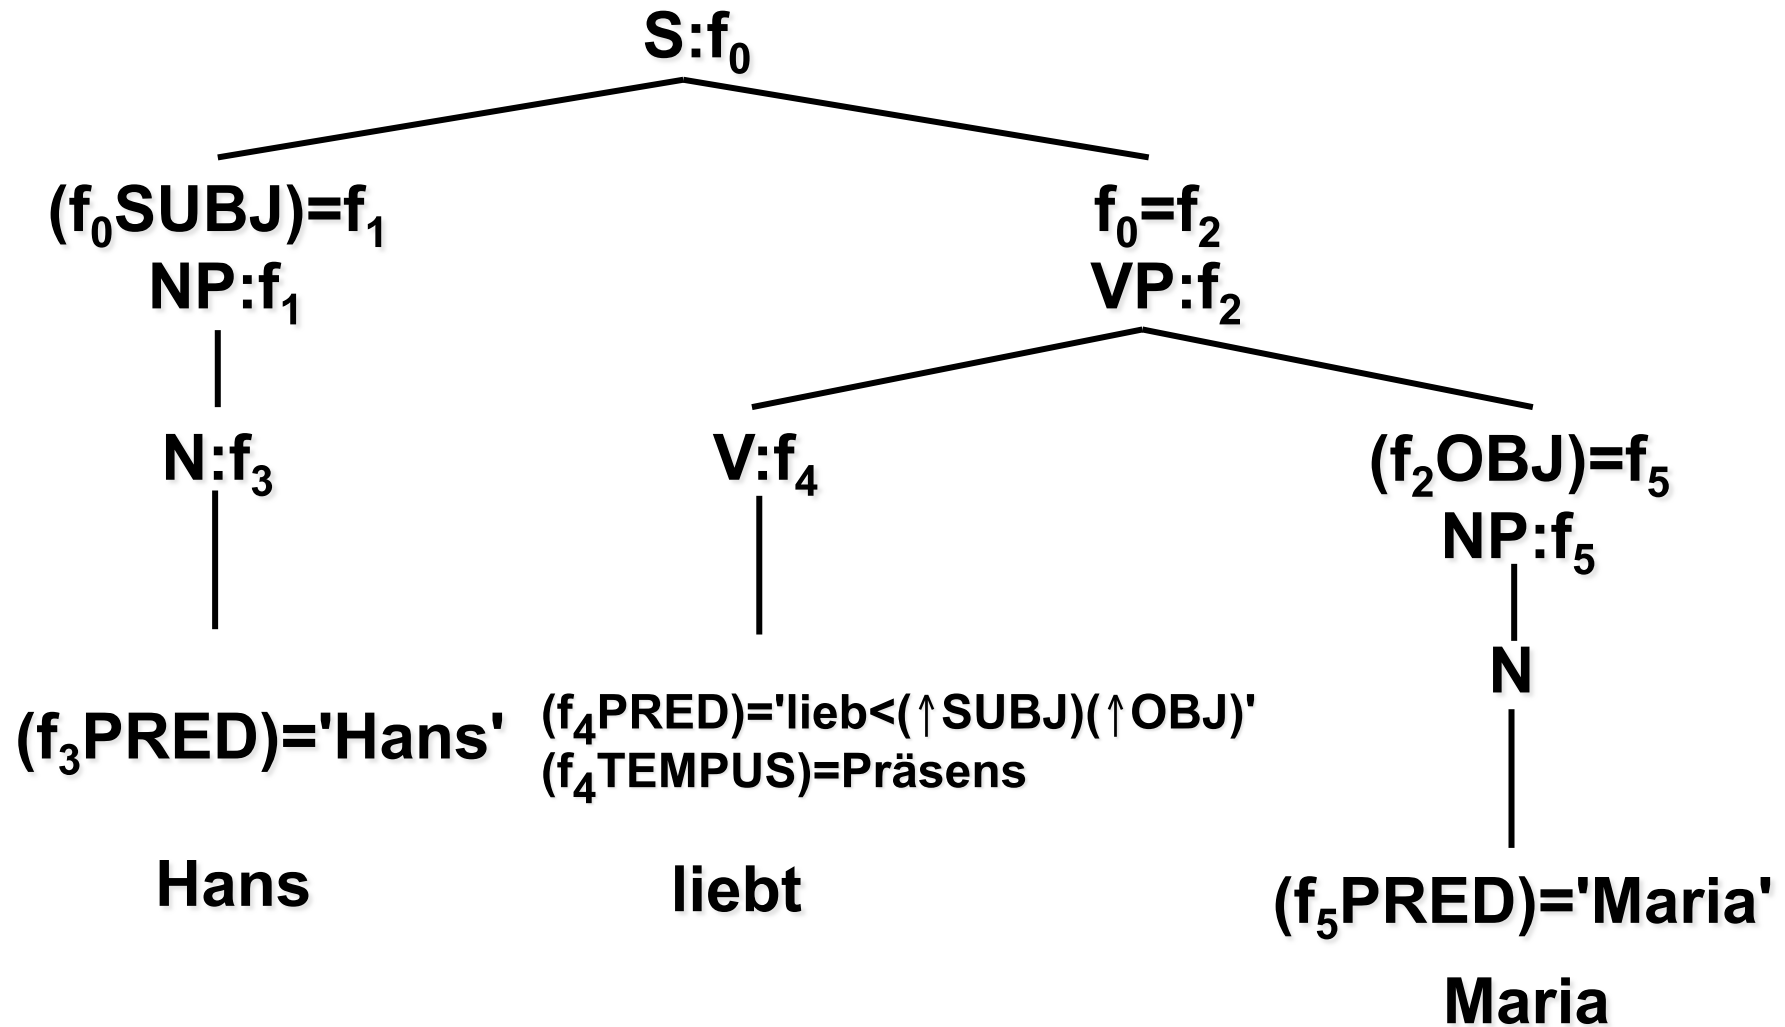 S:f₀
(f₀SUBJ)=f₁
f₀=f₂
NP:f₁
VP:f₂
N:f₃
V:f₄
(f₂OBJ)=f₅
NP:f₅
N
(f₃PRED)='Hans'
(f₄PRED)='lieb<(↑SUBJ)(↑OBJ)'
(f₄TEMPUS)=Präsens
Hans
liebt
(f₅PRED)='Maria'
Maria